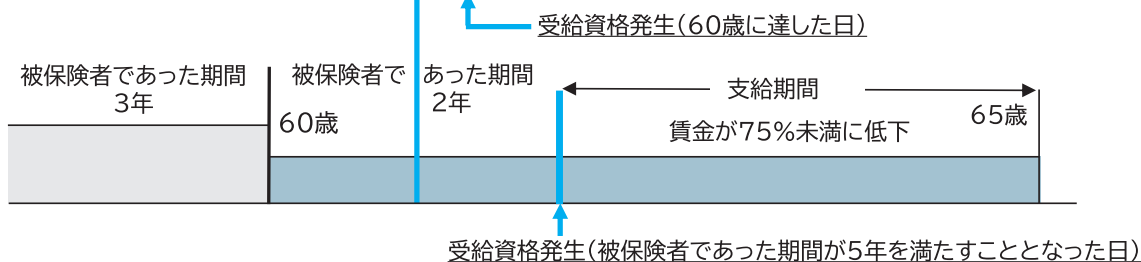 受給資格発生（60歳に達した日）
被保険者であった期間
3年
被保険者であった期間
2年
60歳
支給期間
65歳
賃金が75%未満に低下
受給資格発生（被保険者であった期間が5年を満たすこととなった日）